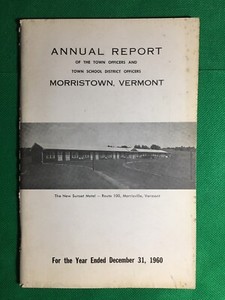 ANNUAL REPORT
OF THE TOWN OFFICERS AND
TOWN SCHOOL DISTRICT OFFICERS
MORRISTOWN, VERMONT
The New Sunset Motel — Route 100, Morrisville, Vermont
For the Year Ended December 31, 1960